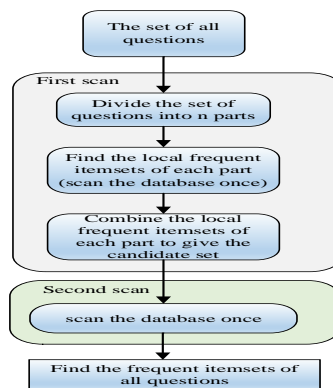 The set of all
questions
First scan
Divide the set of
questions into n parts
Find the local frequent
itemsets of each part
(scan the database once)
Combine the local
frequent itemsets of
each part to give the
candidate set
Second scan
scan the database once
Find the frequent itemsets of
all questions